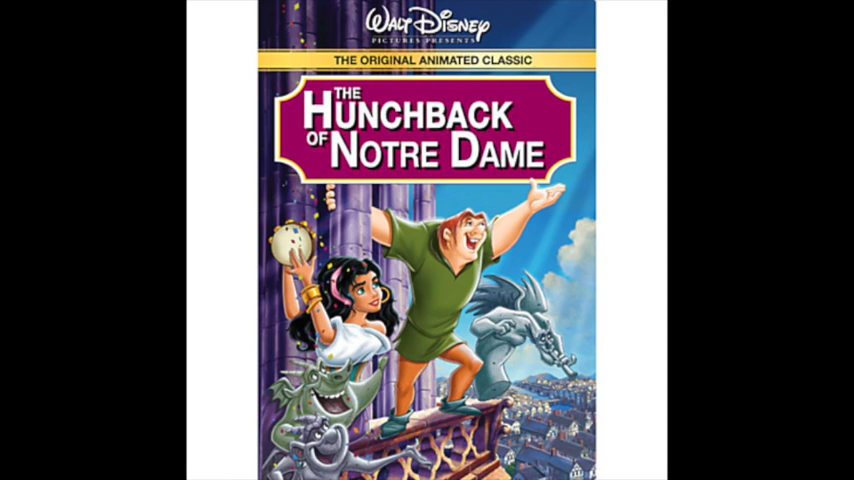 WALT DISNEY
PICTURES PRESENTS
THE ORIGINAL ANIMATED CLASSIC
THE
HUNCHBACK
OF NOTRE DAME